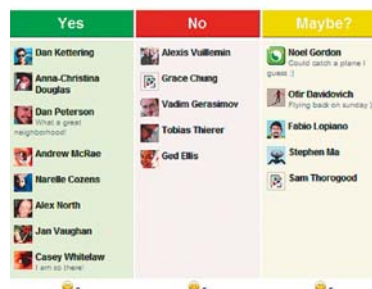 Yes
No
Maybe?
Dan Kettering
Anna-Christina
Douglas
Dan Peterson
What a great
neighborhood!
Andrew McRae
Narelle Cozens
Alex North
Jan Vaughan
Casey Whitelaw
I am so there!
Alexis Vuillemin
Grace Chung
Vadim Gerasimov
Tobias Thierer
Ged Ellis
Noel Gordon
Could catch a plane I
guess :)
Ofir Davidovich
Flying back on sunday )
Fabio Lopiano
Stephen Ma
Sam Thorogood